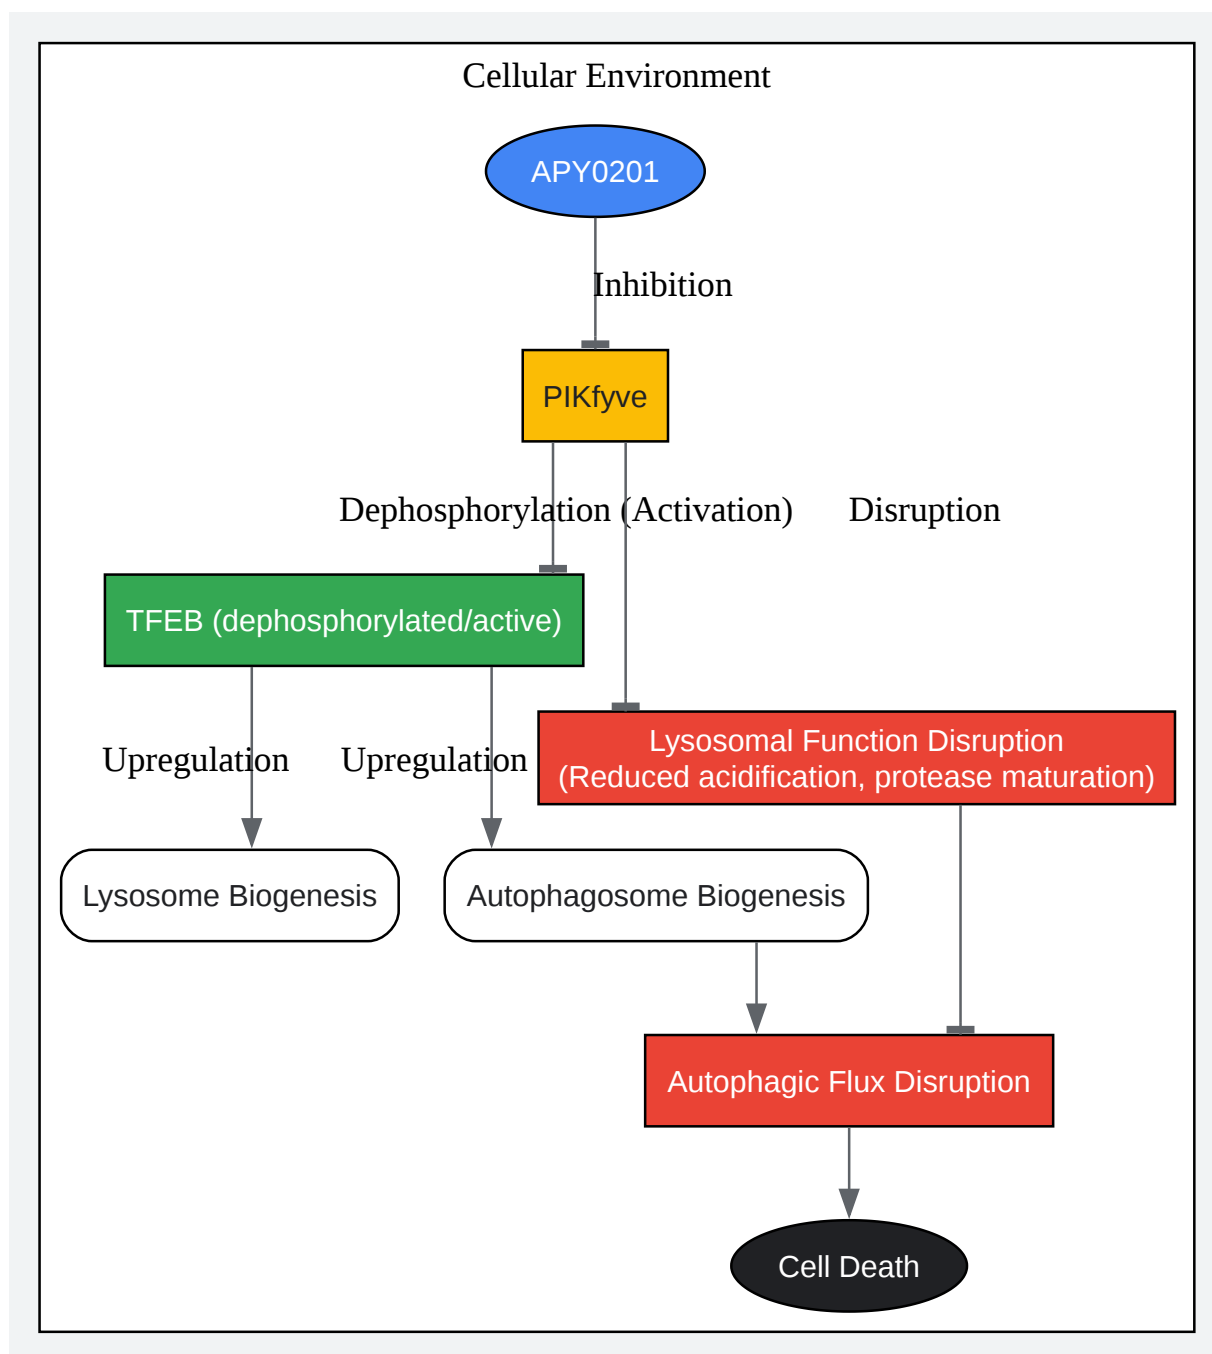 Cellular Environment
APY0201
Inhibition
PIKfyve
Dephosphorylation (Activation)
Disruption
TFEB (dephosphorylated/active)
Lysosomal Function Disruption
(Reduced acidification, protease maturation)
Upregulation
Upregulation
Lysosome Biogenesis
Autophagosome Biogenesis
Autophagic Flux Disruption
Cell Death